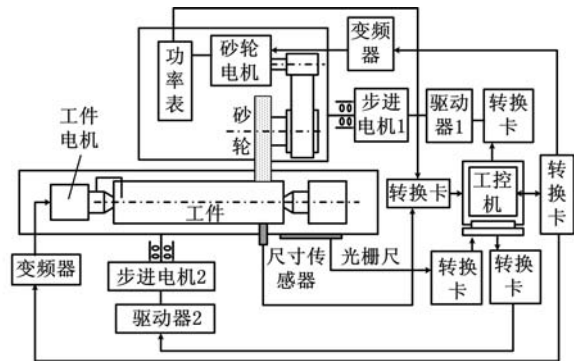 功
率
表
砂轮
电机
变频
器
步进
电机1
驱动
器1
转换
卡
工件
电机
砂
轮
工件
转换卡
工控
机
转
换
卡
变频器
步进电机2
驱动器2
尺寸传
感器
光栅尺
转换
卡
转换
卡